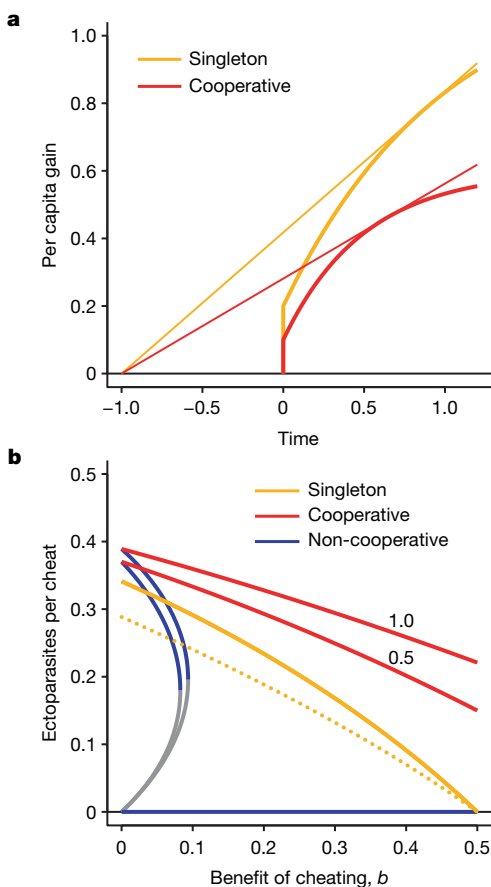 a
1.0
Singleton
Cooperative
0.8
0.6
0.4
0.2
0
Per capita gain
−1.0 −0.5 0 0.5 1.0
Time
b
0.5
Singleton
Cooperative
Non-cooperative
0.4
1.0
0.3
0.5
0.2
0.1
0
Ectoparasites per cheat
0 0.1 0.2 0.3 0.4 0.5
Benefit of cheating, b